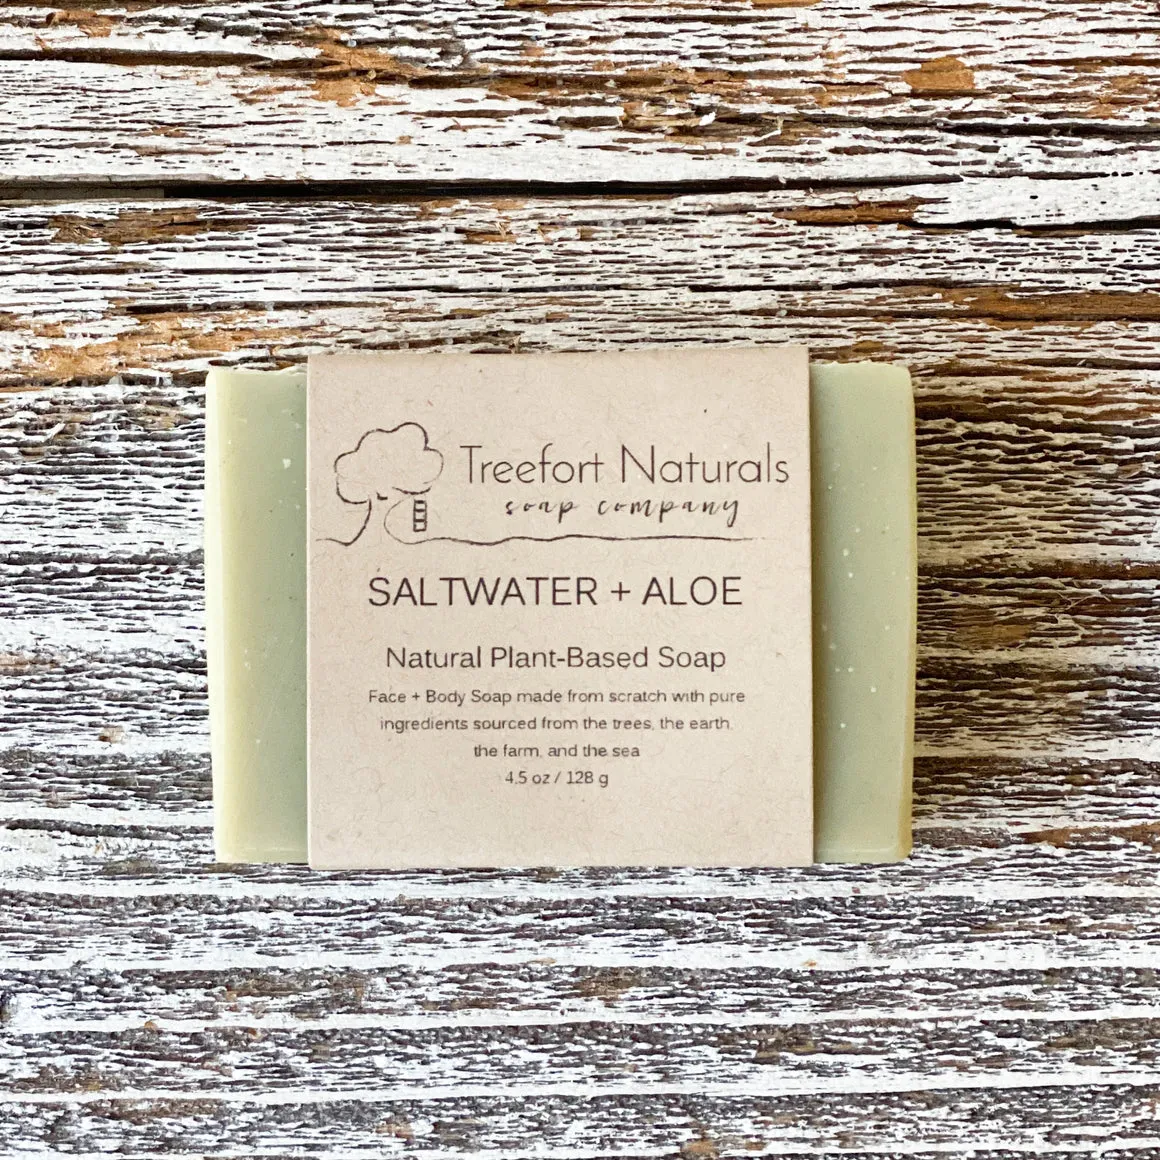 Treefort Naturals
soap company
SALTWATER + ALOE
Natural Plant-Based Soap
Face + Body Soap made from scratch with pure
ingredients sourced from the trees, the earth,
the farm, and the sea
4.5 oz / 128 g